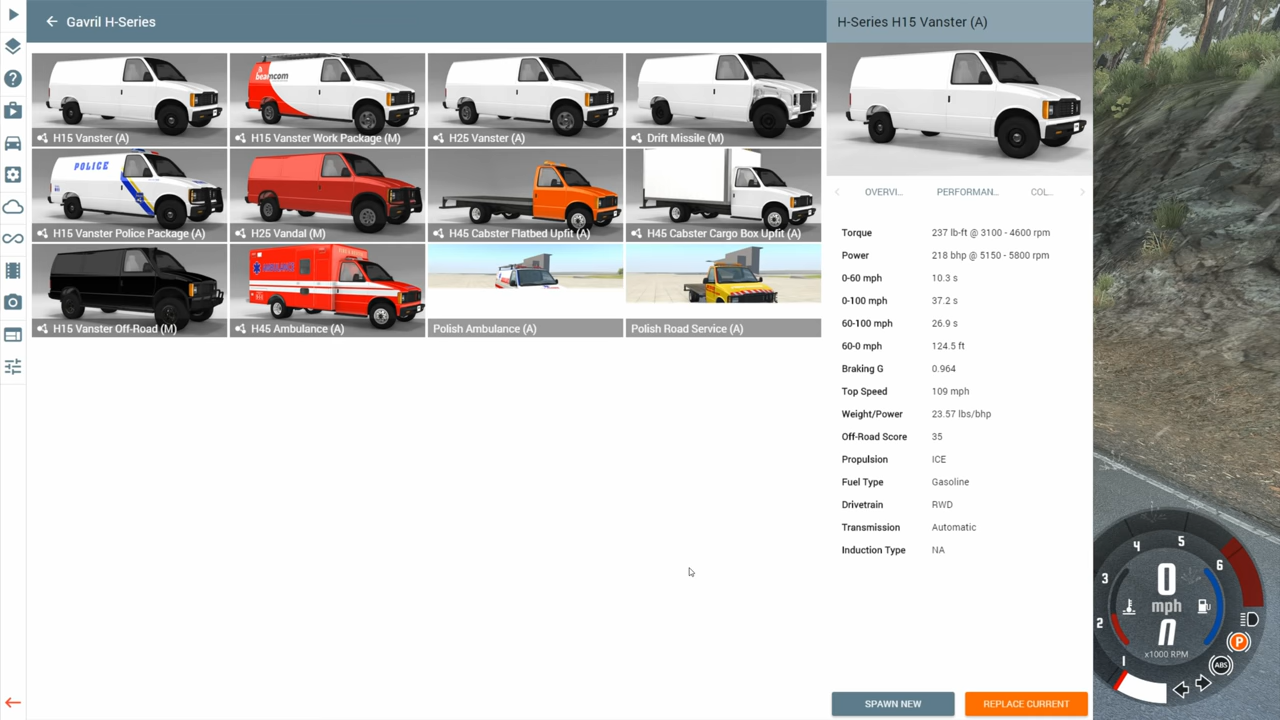 Gavril H-Series
H-Series H15 Vanster (A)
H15 Vanster (A)
beamcom
H15 Vanster Work Package (M)
H25 Vanster (A)
Drift Missile (M)
POLICE
H15 Vanster Police Package (A)
H25 Vandal (M)
H45 Cabster Flatbed Upfit (A)
H45 Cabster Cargo Box Upfit (A)
H15 Vanster Off-Road (M)
AMBULANCE
H45 Ambulance (A)
Polish Ambulance (A)
Polish Road Service (A)
OVERVI...
PERFORMAN...
COL...
Torque 237 lb-ft @ 3100 - 4600 rpm
Power 218 bhp @ 5150 - 5800 rpm
0-60 mph 10.3 s
0-100 mph 37.2 s
60-100 mph 26.9 s
60-0 mph 124.5 ft
Braking G 0.964
Top Speed 109 mph
Weight/Power 23.57 lbs/bhp
Off-Road Score 35
Propulsion ICE
Fuel Type Gasoline
Drivetrain RWD
Transmission Automatic
Induction Type NA
SPAWN NEW
REPLACE CURRENT
1
2
3
4
5
6
0
mph
n
x1000 RPM
P
ABS